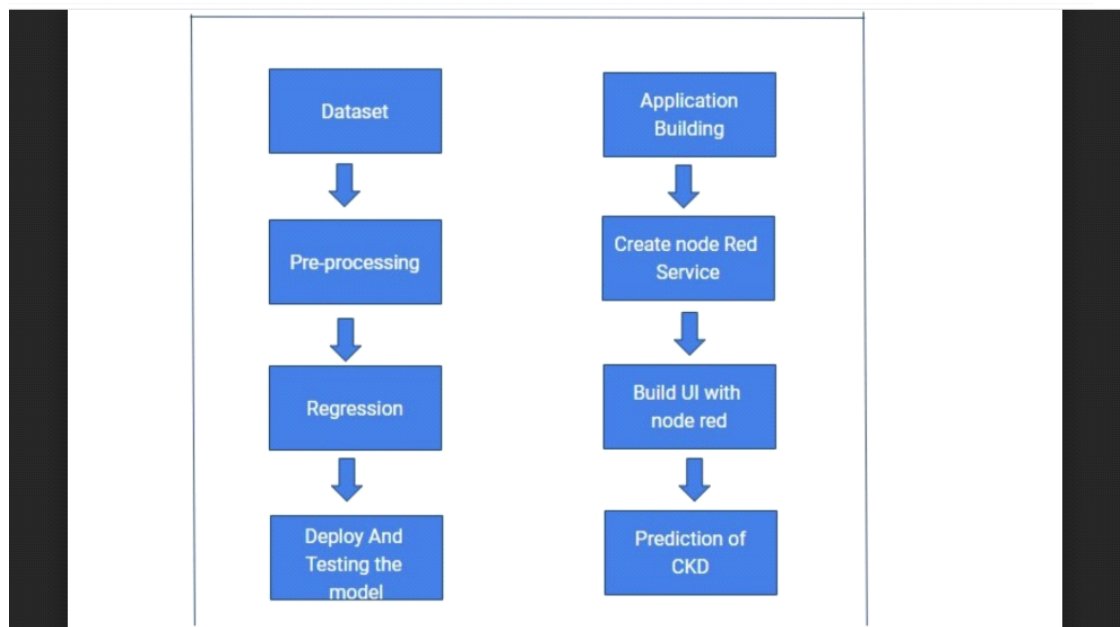 Dataset
Pre-processing
Regression
Deploy And
Testing the
model
Application
Building
Create node Red
Service
Build UI with
node red
Prediction of
CKD